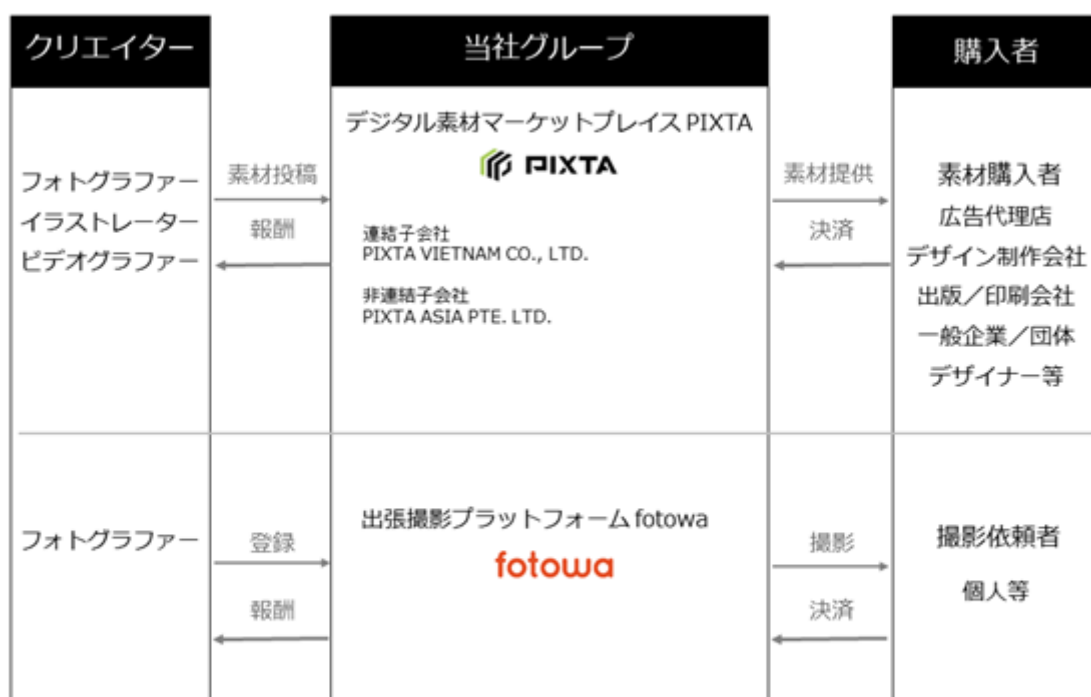 クリエイター
当社グループ
購入者
デジタル素材マーケットプレイス PIXTA
PIXTA
フォトグラファー
イラストレーター
ビデオグラファー
素材投稿
報酬
連結子会社
PIXTA VIETNAM CO., LTD.
非連結子会社
PIXTA ASIA PTE. LTD.
素材提供
決済
素材購入者
広告代理店
デザイン制作会社
出版/印刷会社
一般企業/団体
デザイナー等
フォトグラファー
登録
報酬
出張撮影プラットフォーム fotowa
fotowa
撮影
決済
撮影依頼者
個人等